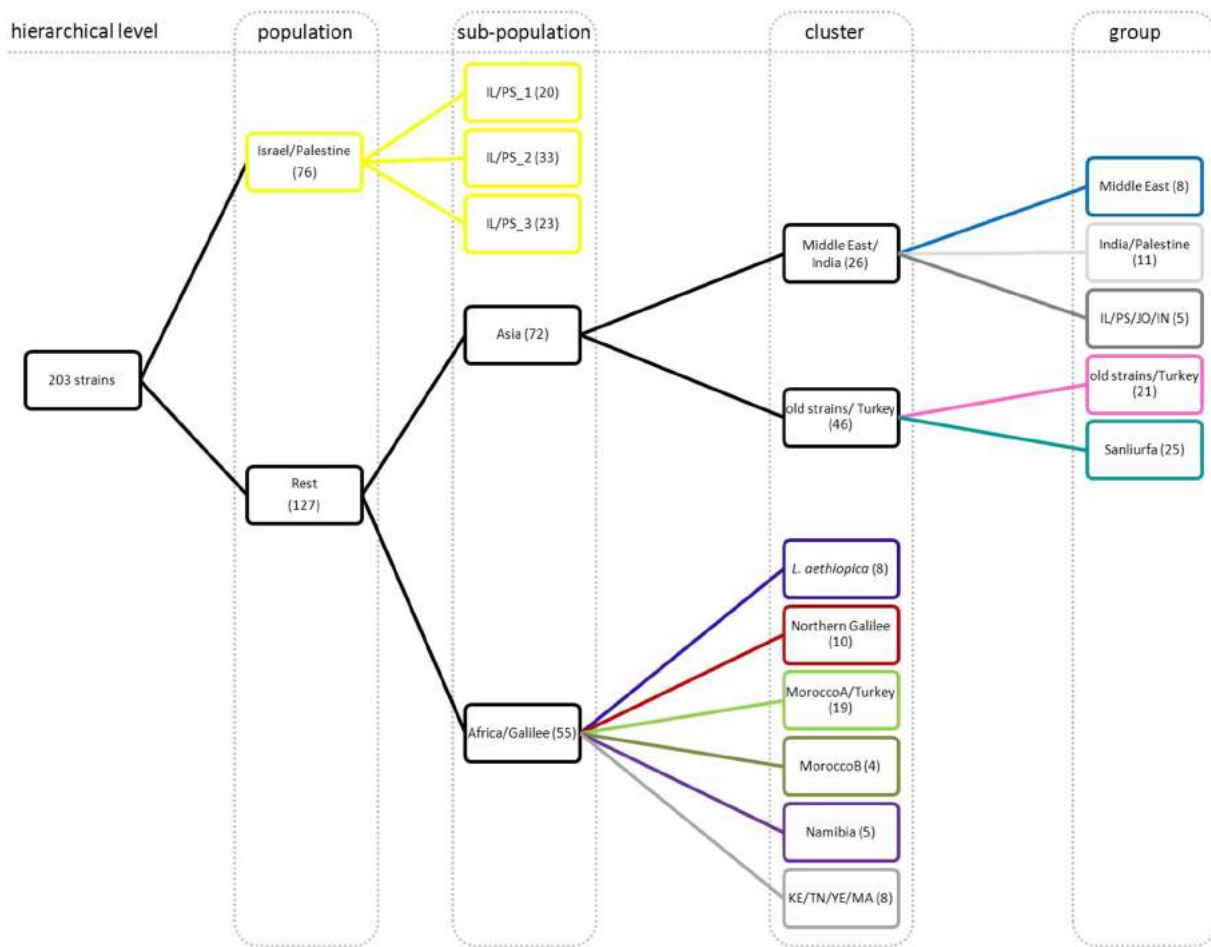 hierarchical level
population
sub-population
cluster
group
203 strains
Israel/Palestine
(76)
Rest
(127)
IL/PS_1 (20)
IL/PS_2 (33)
IL/PS_3 (23)
Asia (72)
Africa/Galilee (55)
Middle East/
India (26)
old strains/ Turkey
(46)
L. aethiopica (8)
Northern Galilee
(10)
MoroccoA/Turkey
(19)
MoroccoB (4)
Namibia (5)
KE/TN/YE/MA (8)
Middle East (8)
India/Palestine
(11)
IL/PS/JO/IN (5)
old strains/Turkey
(21)
Sanliurfa (25)